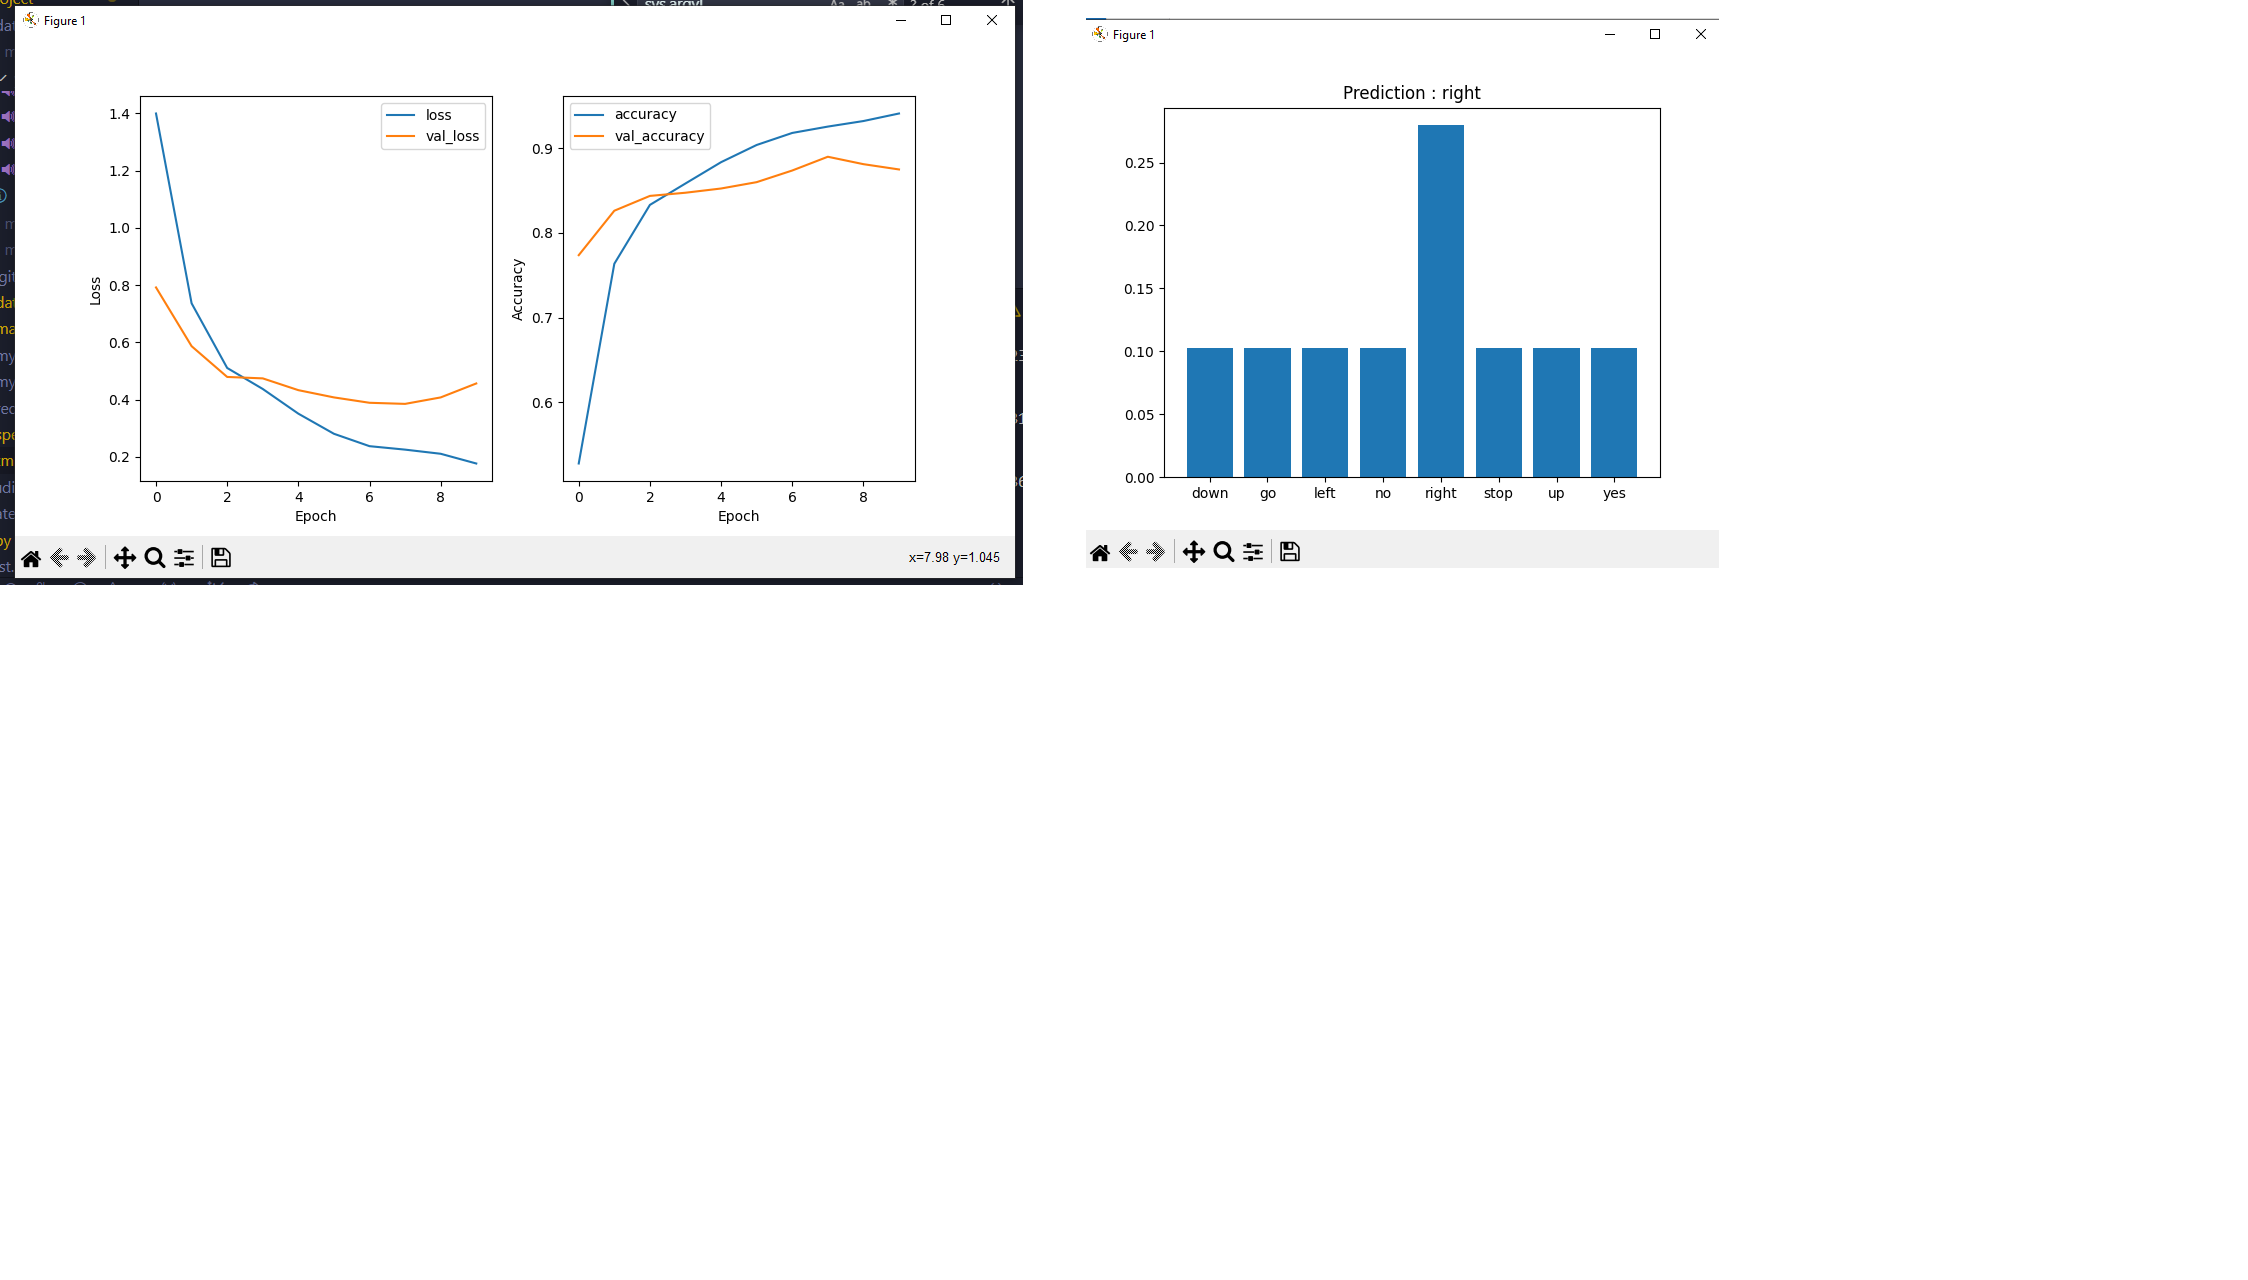 sys.argv
Figure 1
1.4
1.2
1.0
0.8
0.6
0.4
0.2
Loss
0 2 4 6 8
Epoch
loss
val_loss
0.9
0.8
0.7
0.6
Accuracy
0 2 4 6 8
Epoch
accuracy
val_accuracy
x=7.98 y=1.045
Figure 1
Prediction : right
0.25
0.20
0.15
0.10
0.05
0.00
down go left no right stop up yes